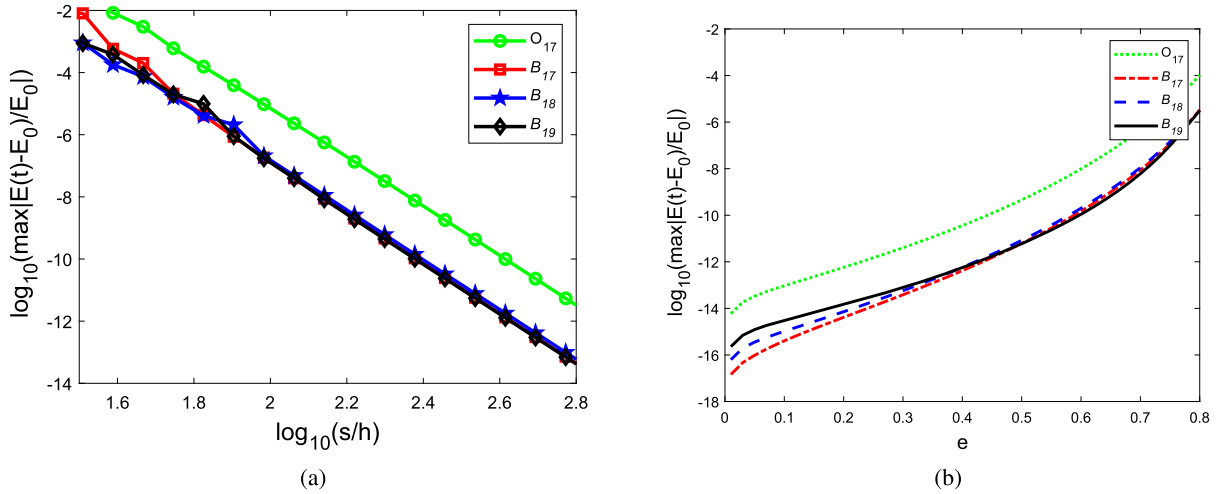 -2
-4
-6
-8
-10
-12
-14
1.6
1.8
2
2.2
2.4
2.6
2.8
log10(max|E(t)-E0)/E0|)
log10(s/h)
O17
B17
B18
B19
(a)
-2
-4
-6
-8
-10
-12
-14
-16
-18
0
0.1
0.2
0.3
0.4
0.5
0.6
0.7
0.8
log10(max|E(t)-E0)/E0|)
e
O17
B17
B18
B19
(b)